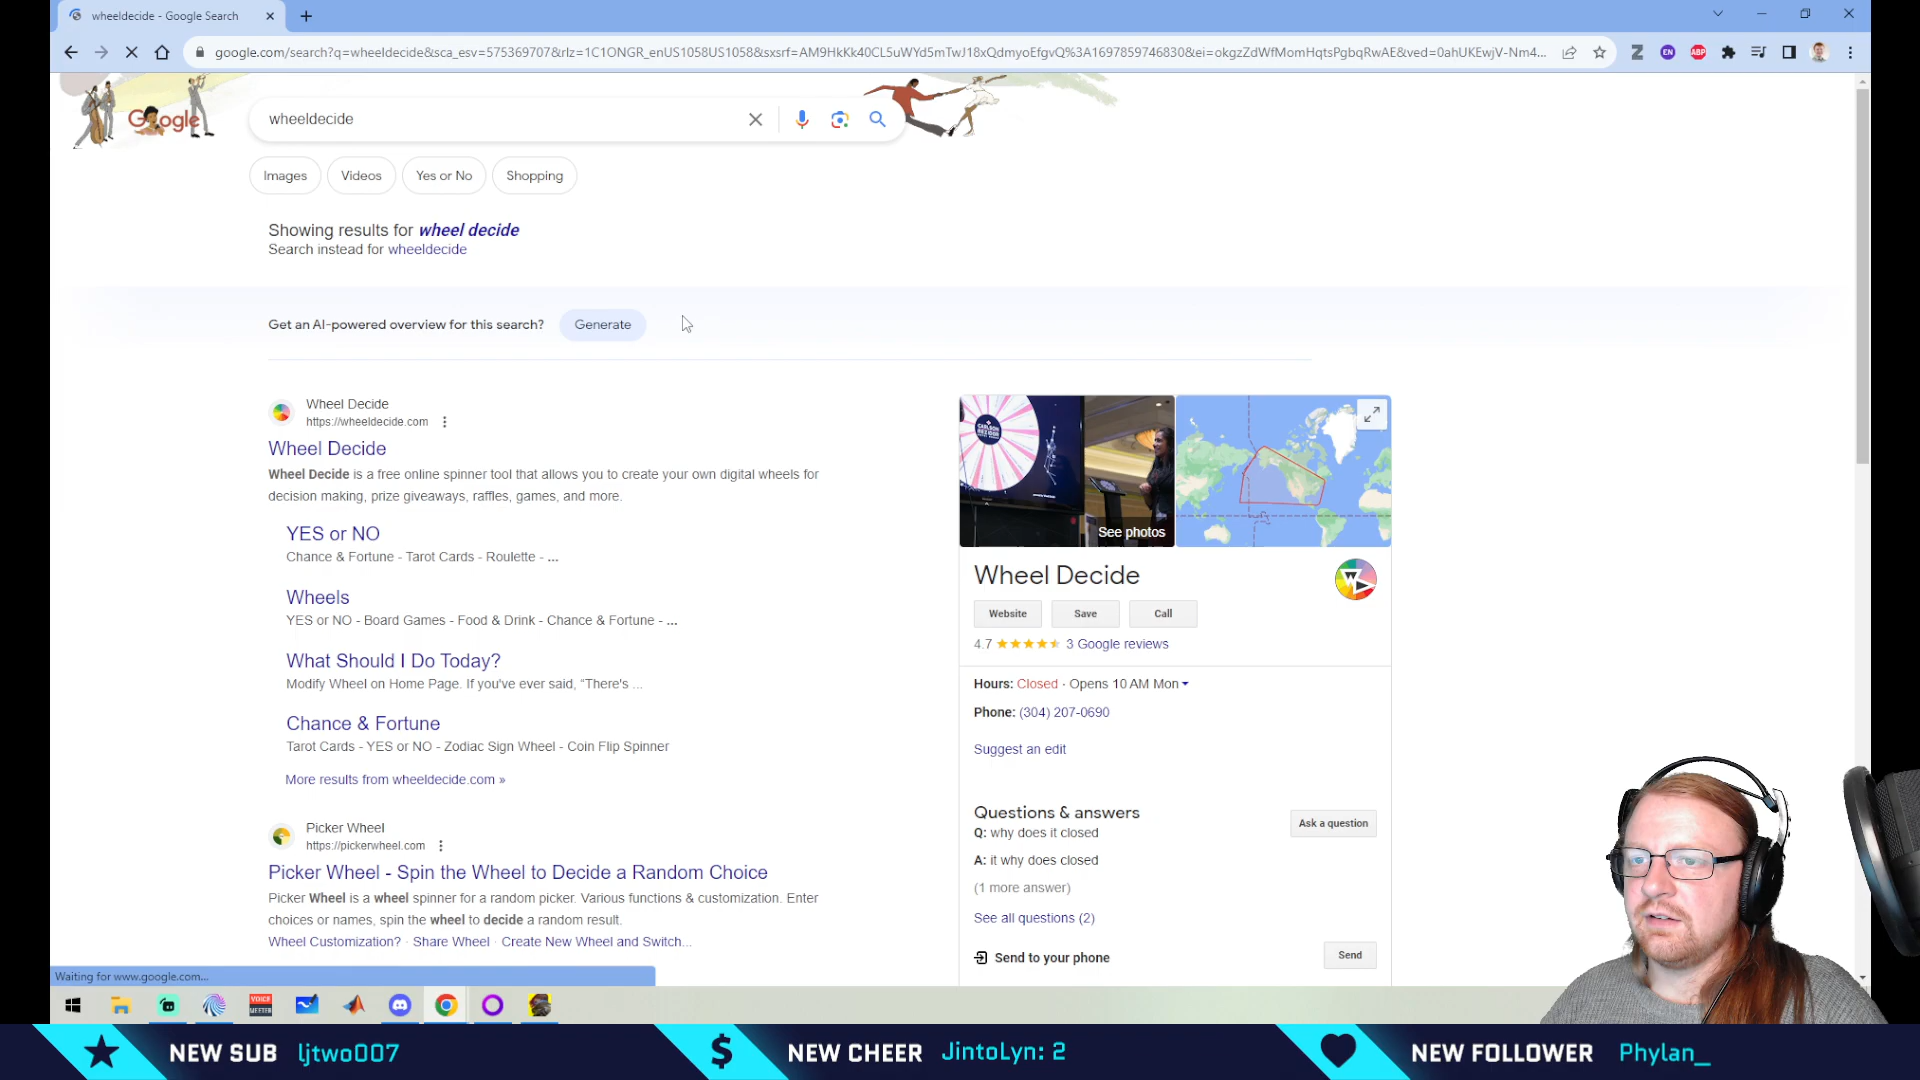 wheeldecide - Google Search
google.com/search?q=wheeldecide&sca_esv=575369707&rlz=1C1ONGR_enUS1058US1058&sxsrf=AM9HkKk40CL5uWYd5mTwJ18xQdmyoEfgvQ%3A1697859746830&ei=okgzZdWfMomHqtsPgbqRwAE&ved=0ahUKEwjV-Nm4...
Z
EN
ABP
Google
wheeldecide
Images
Videos
Yes or No
Shopping
Showing results for wheel decide
Search instead for wheeldecide
Get an AI-powered overview for this search?
Generate
Wheel Decide
https://wheeldecide.com
Wheel Decide
Wheel Decide is a free online spinner tool that allows you to create your own digital wheels for
decision making, prize giveaways, raffles, games, and more.
YES or NO
Chance & Fortune - Tarot Cards - Roulette - ...
Wheels
YES or NO - Board Games - Food & Drink - Chance & Fortune - ...
What Should I Do Today?
Modify Wheel on Home Page. If you've ever said, “There's ...
Chance & Fortune
Tarot Cards - YES or NO - Zodiac Sign Wheel - Coin Flip Spinner
More results from wheeldecide.com »
Picker Wheel
https://pickerwheel.com
Picker Wheel - Spin the Wheel to Decide a Random Choice
Picker Wheel is a wheel spinner for a random picker. Various functions & customization. Enter
choices or names, spin the wheel to decide a random result.
Wheel Customization? · Share Wheel · Create New Wheel and Switch...
See photos
Wheel Decide
Website
Save
Call
4.7
3 Google reviews
Hours: Closed · Opens 10 AM Mon
Phone: (304) 207-0690
Suggest an edit
Questions & answers
Ask a question
Q: why does it closed
A: it why does closed
(1 more answer)
See all questions (2)
Send to your phone
Send
Waiting for www.google.com...
VOICE
MEETER
NEW SUB ljtwo007
$ NEW CHEER JintoLyn: 2
NEW FOLLOWER Phylan_